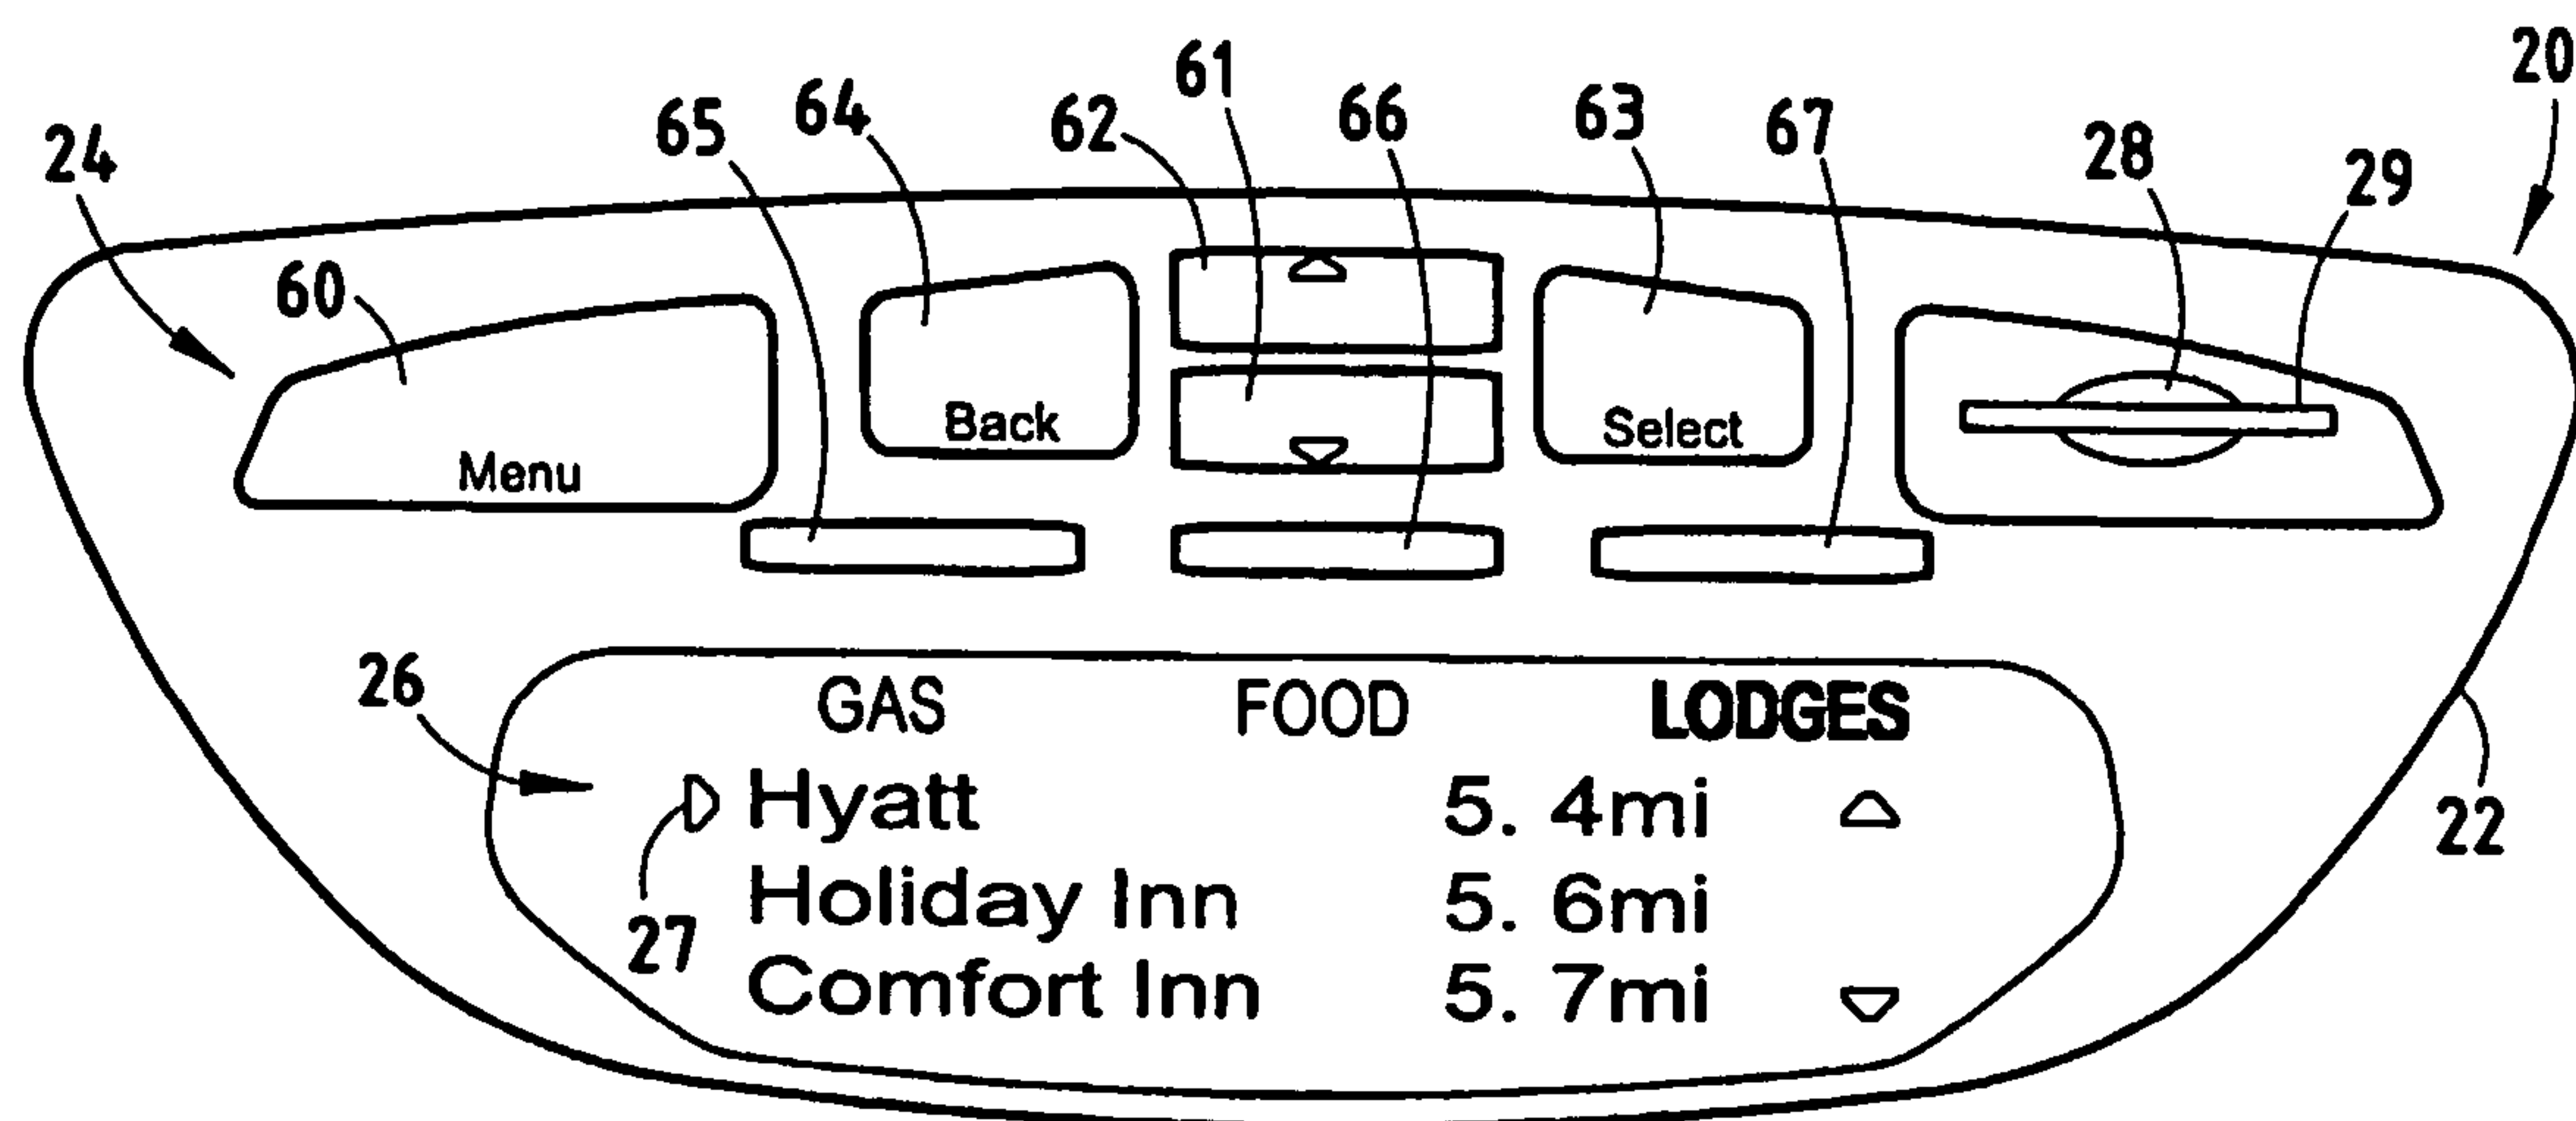 20
61
64
66
63
62
65
67
28
24
29
60
Back
Select
Menu
26
GAS FOOD LODGES
Hyatt 5. 4mi
22
Holiday Inn 5. 6mi
27
Comfort Inn 5. 7mi